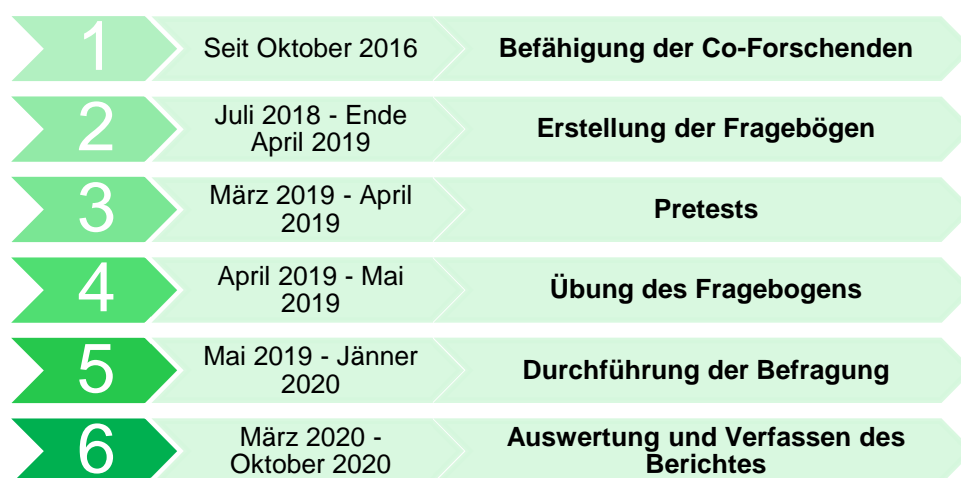 1
Seit Oktober 2016
Befähigung der Co-Forschenden
2
Juli 2018 - Ende
April 2019
Erstellung der Fragebögen
3
März 2019 - April
2019
Pretests
4
April 2019 - Mai
2019
Übung des Fragebogens
5
Mai 2019 - Jänner
2020
Durchführung der Befragung
6
März 2020 -
Oktober 2020
Auswertung und Verfassen des
Berichtes